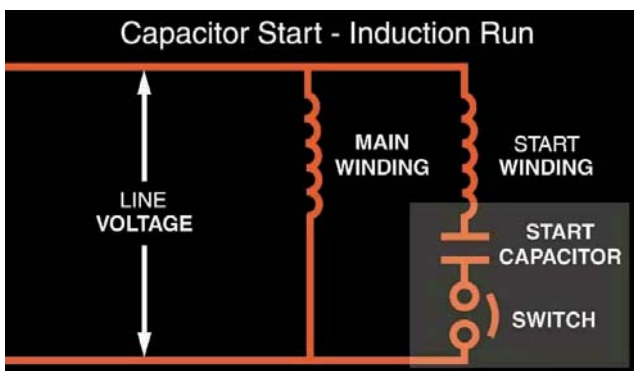 Capacitor Start - Induction Run
MAIN
WINDING
START
WINDING
LINE
VOLTAGE
START
CAPACITOR
SWITCH